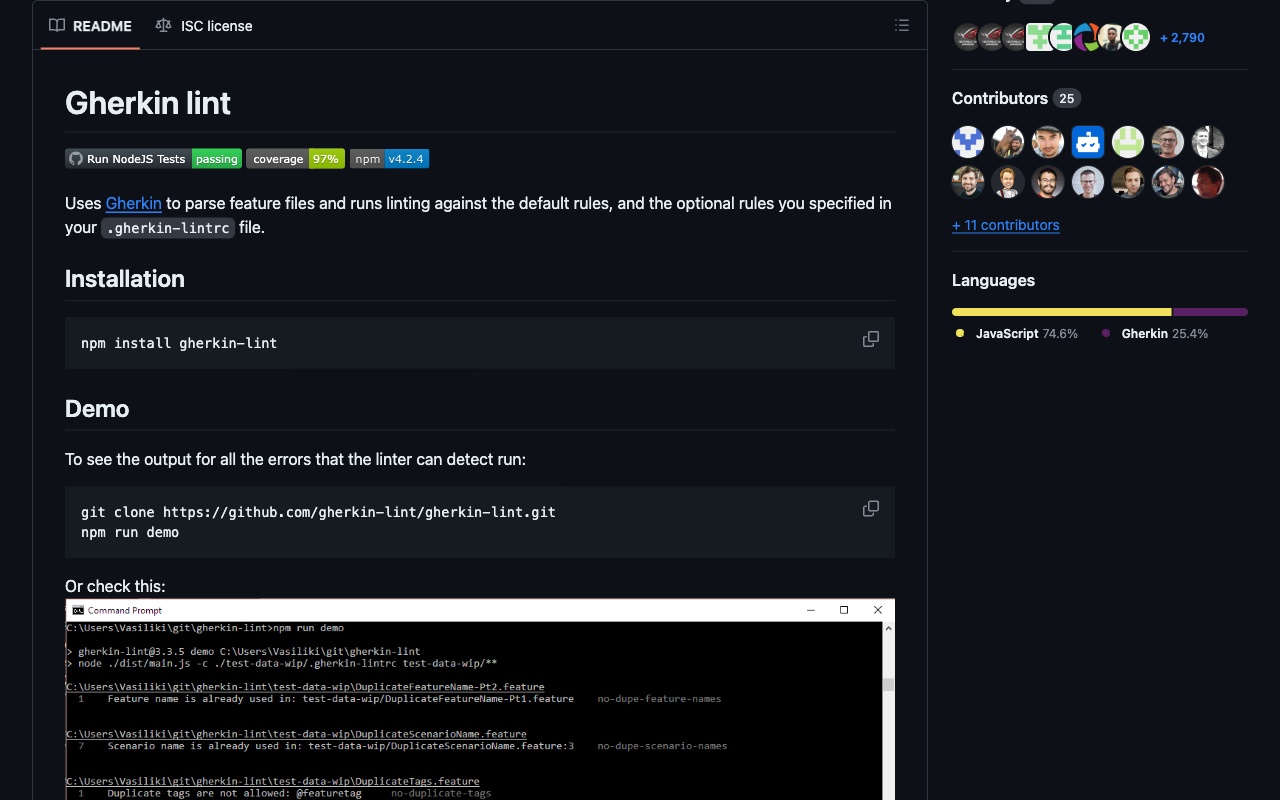 README
ISC license
+ 2,790
Gherkin lint
Contributors 25
Run NodeJS Tests passing
coverage 97%
npm v4.2.4
Uses Gherkin to parse feature files and runs linting against the default rules, and the optional rules you specified in
your .gherkin-lintrc file.
+ 11 contributors
Languages
JavaScript 74.6%
Gherkin 25.4%
Installation
npm install gherkin-lint
Demo
To see the output for all the errors that the linter can detect run:
git clone https://github.com/gherkin-lint/gherkin-lint.git
npm run demo
Or check this:
Command Prompt
C:\Users\Vasiliki\git\gherkin-lint>npm run demo
> gherkin-lint@3.3.5 demo C:\Users\Vasiliki\git\gherkin-lint
> node ./dist/main.js -c ./test-data-wip/.gherkin-lintrc test-data-wip/**
C:\Users\Vasiliki\git\gherkin-lint\test-data-wip\DuplicateFeatureName-Pt2.feature
1 Feature name is already used in: test-data-wip/DuplicateFeatureName-Pt1.feature no-dupe-feature-names
C:\Users\Vasiliki\git\gherkin-lint\test-data-wip\DuplicateScenarioName.feature
7 Scenario name is already used in: test-data-wip/DuplicateScenarioName.feature:3 no-dupe-scenario-names
C:\Users\Vasiliki\git\gherkin-lint\test-data-wip\DuplicateTags.feature
1 Duplicate tags are not allowed: @featuretag no-duplicate-tags